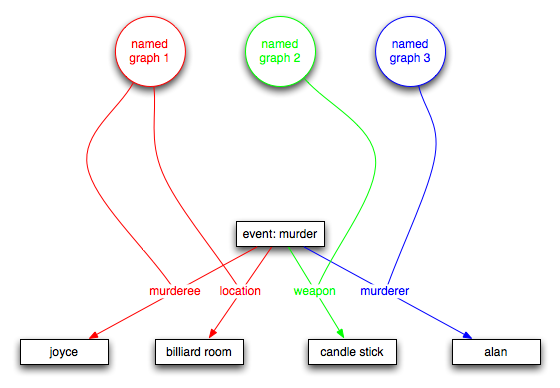 named
graph 1
named
graph 2
named
graph 3
event: murder
murderee
location
weapon
murderer
joyce
billiard room
candle stick
alan